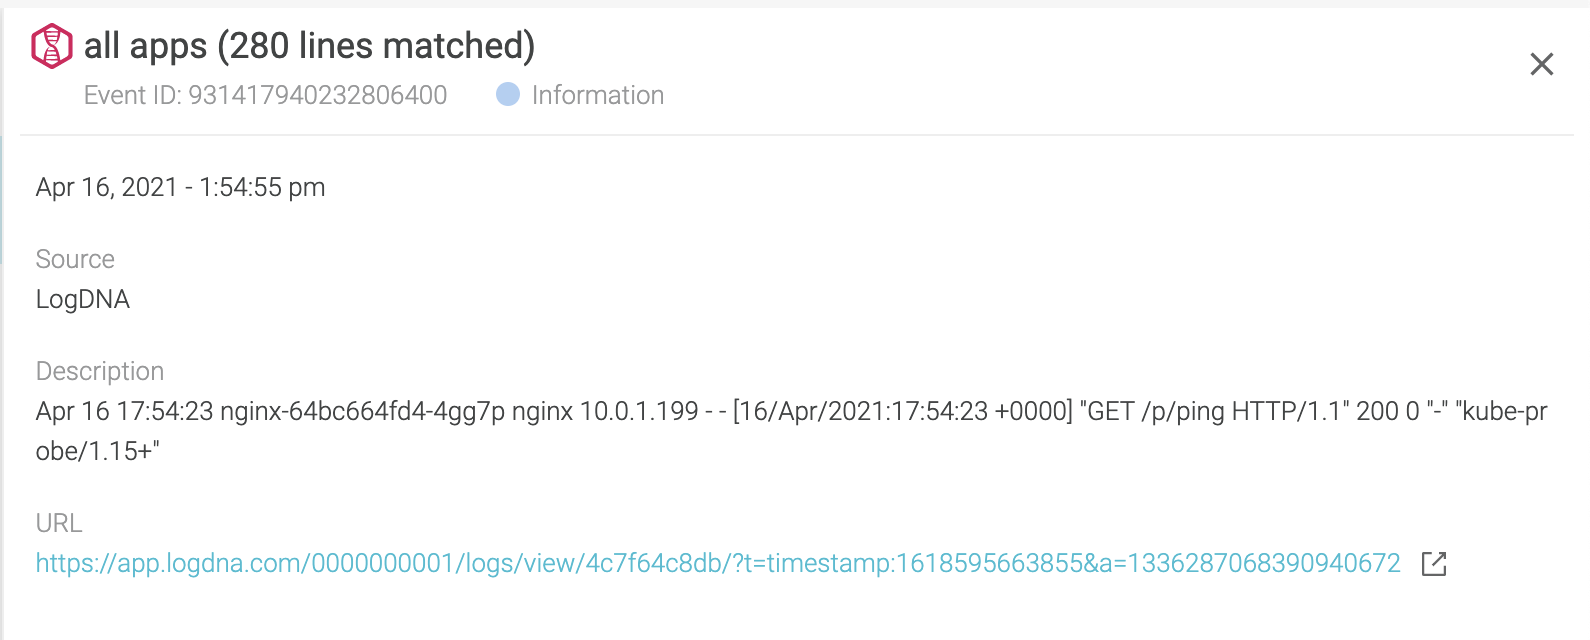 all apps (280 lines matched)
Event ID: 931417940232806400 Information
Apr 16, 2021 - 1:54:55 pm
Source
LogDNA
Description
Apr 16 17:54:23 nginx-64bc664fd4-4gg7p nginx 10.0.1.199 - - [16/Apr/2021:17:54:23 +0000] "GET /p/ping HTTP/1.1" 200 0 "-" "kube-pr
obe/1.15+"
URL
https://app.logdna.com/0000000001/logs/view/4c7f64c8db/?t=timestamp:1618595663855&a=1336287068390940672